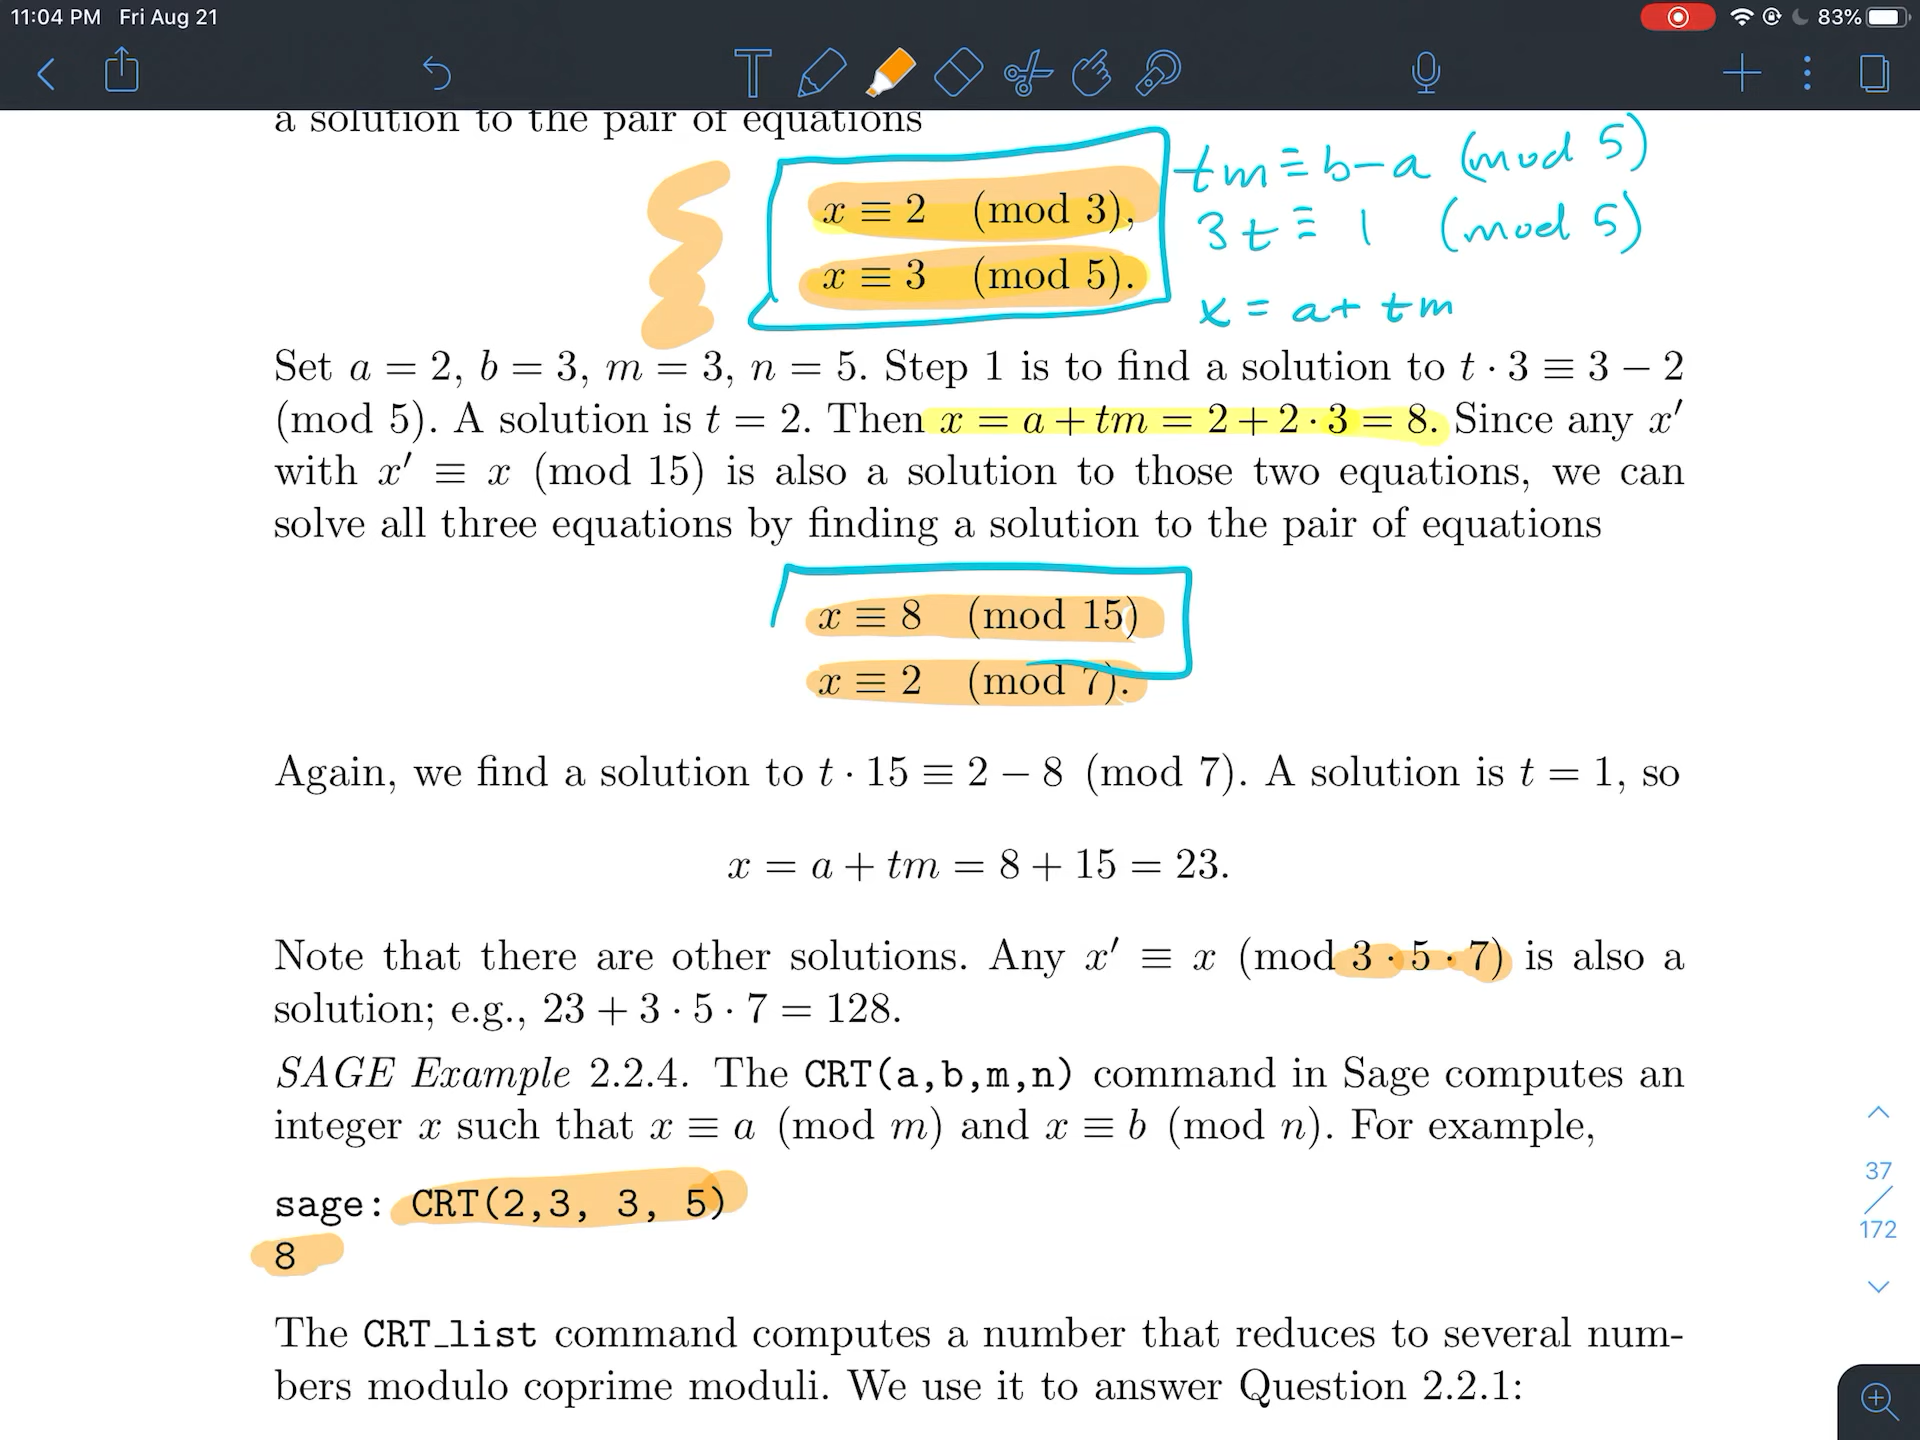 11:04 PM Fri Aug 21
83%
T
a solution to the pair of equations
x ≡ 2 (mod 3),
x ≡ 3 (mod 5).
tm ≡ b-a (mod 5)
3t ≡ 1 (mod 5)
x = a+ tm
Set a = 2, b = 3, m = 3, n = 5. Step 1 is to find a solution to t · 3 ≡ 3 − 2
(mod 5). A solution is t = 2. Then x = a + tm = 2 + 2 · 3 = 8. Since any x′
with x′ ≡ x (mod 15) is also a solution to those two equations, we can
solve all three equations by finding a solution to the pair of equations
x ≡ 8 (mod 15)
x ≡ 2 (mod 7).
Again, we find a solution to t · 15 ≡ 2 − 8 (mod 7). A solution is t = 1, so
x = a + tm = 8 + 15 = 23.
Note that there are other solutions. Any x′ ≡ x (mod 3 · 5 · 7) is also a
solution; e.g., 23 + 3 · 5 · 7 = 128.
SAGE Example 2.2.4. The CRT(a,b,m,n) command in Sage computes an
integer x such that x ≡ a (mod m) and x ≡ b (mod n). For example,
sage: CRT(2,3, 3, 5)
8
The CRT_list command computes a number that reduces to several num-
bers modulo coprime moduli. We use it to answer Question 2.2.1:
37
/
172